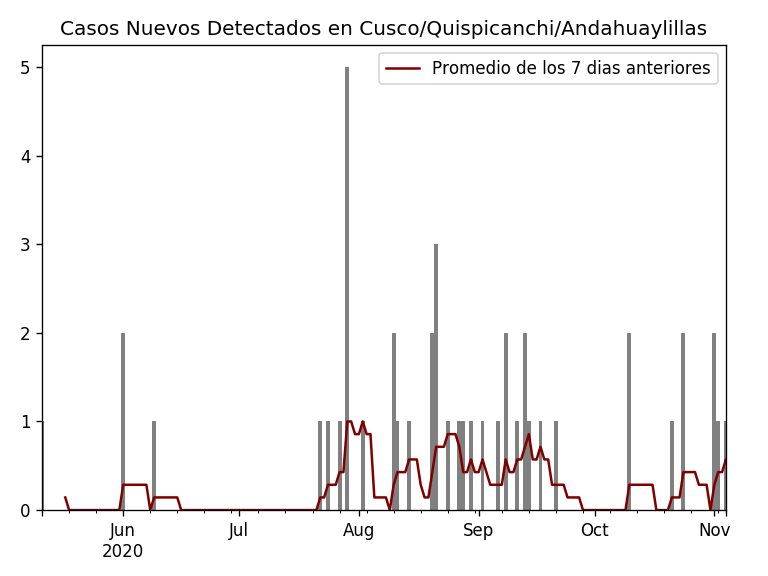 Casos Nuevos Detectados en Cusco/Quispicanchi/Andahuaylillas
Promedio de los 7 dias anteriores
5
4
3
2
1
0
Jun
2020
Jul
Aug
Sep
Oct
Nov